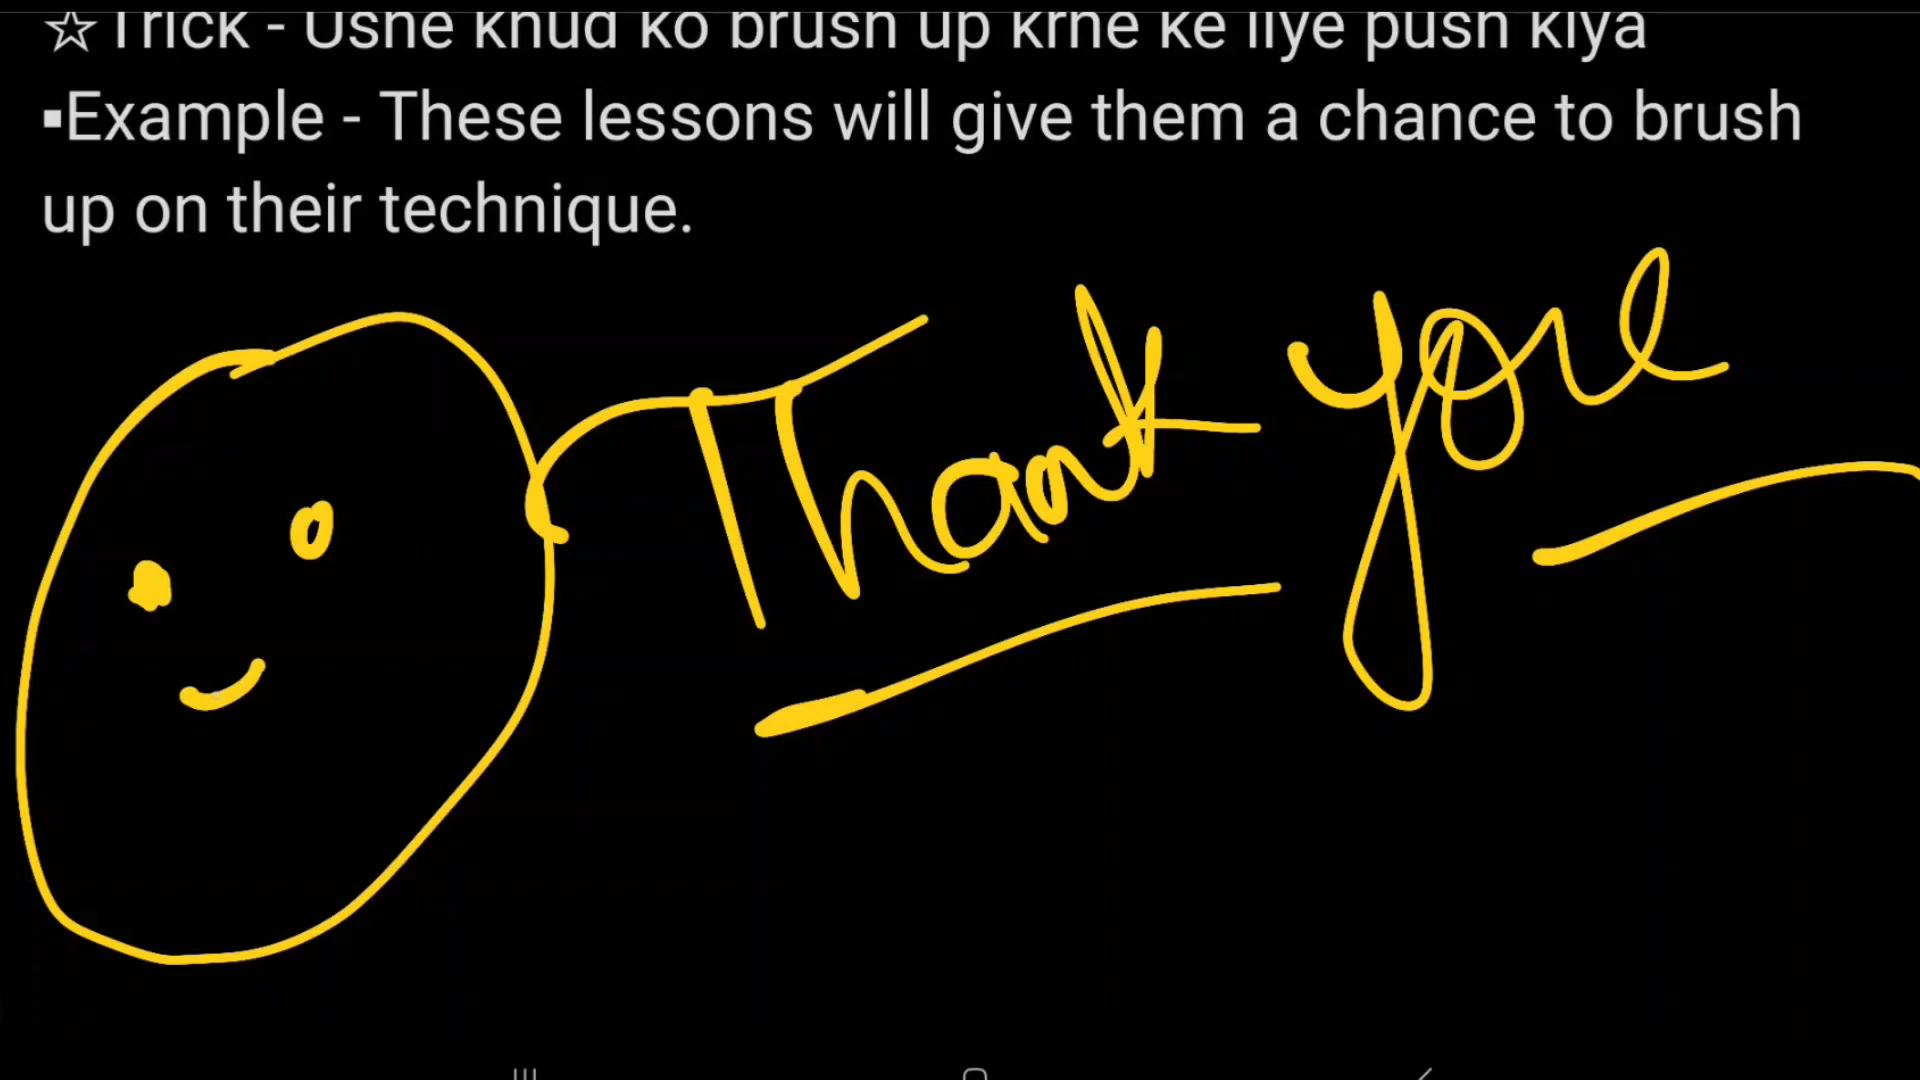 ☆Trick - Usne khud ko brush up krne ke liye push kiya
▪Example - These lessons will give them a chance to brush
up on their technique.
Thank you